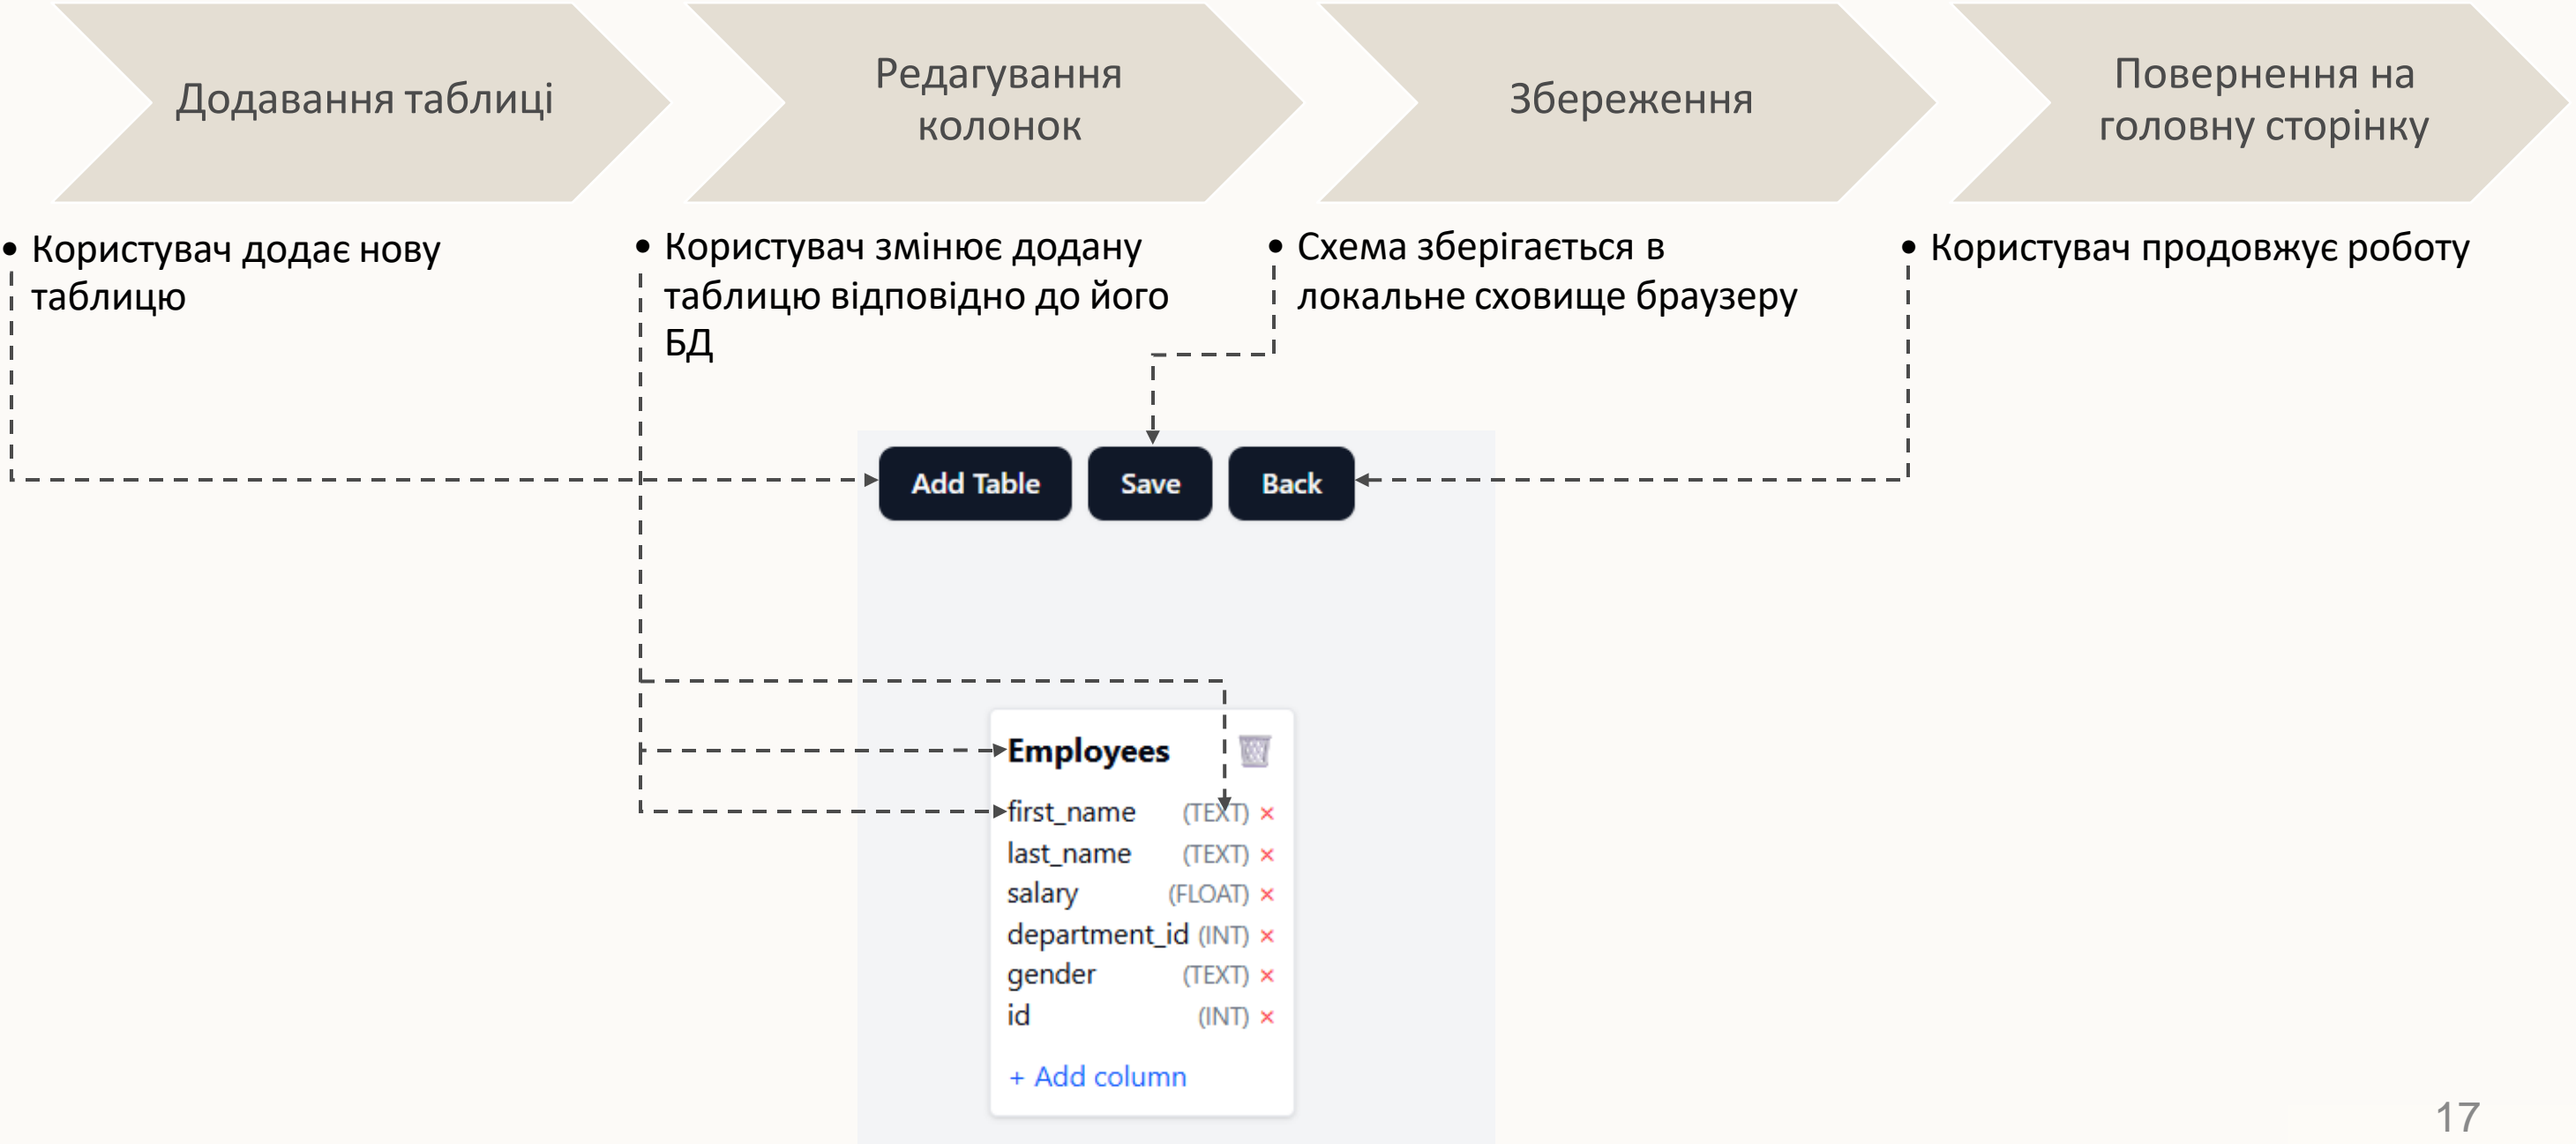 Додавання таблиці
Редагування
колонок
Збереження
Повернення на
головну сторінку
• Користувач додає нову
таблицю
• Користувач змінює додану
таблицю відповідно до його
БД
• Схема зберігається в
локальне сховище браузеру
• Користувач продовжує роботу
Add Table
Save
Back
Employees
first_name (TEXT) ×
last_name (TEXT) ×
salary (FLOAT) ×
department_id (INT) ×
gender (TEXT) ×
id (INT) ×
+ Add column
17